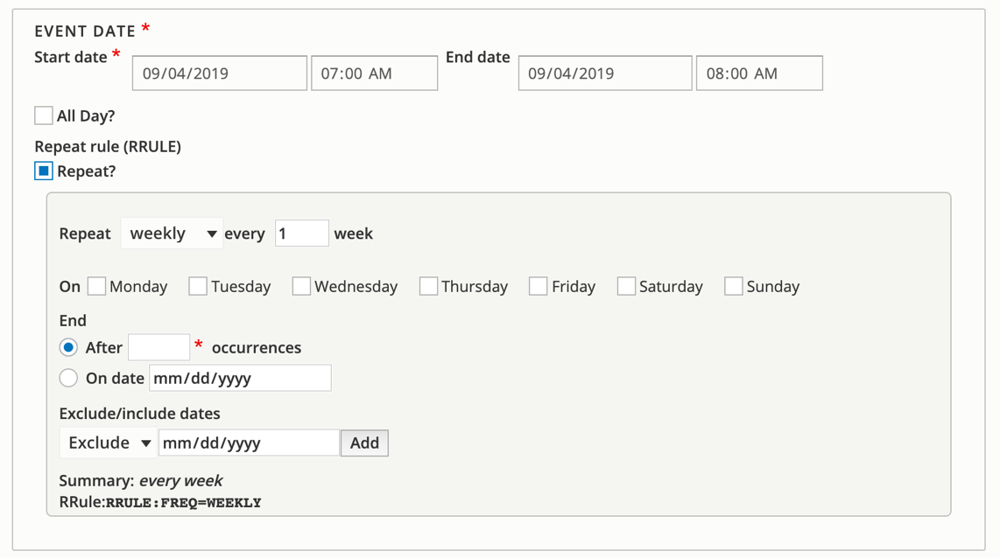 EVENT DATE *
Start date * 09/04/2019 07:00 AM End date 09/04/2019 08:00 AM
All Day?
Repeat rule (RRULE)
Repeat?
Repeat weekly every 1 week
On Monday Tuesday Wednesday Thursday Friday Saturday Sunday
End
After * occurrences
On date mm/dd/yyyy
Exclude/include dates
Exclude mm/dd/yyyy Add
Summary: every week
RRule:RRULE:FREQ=WEEKLY